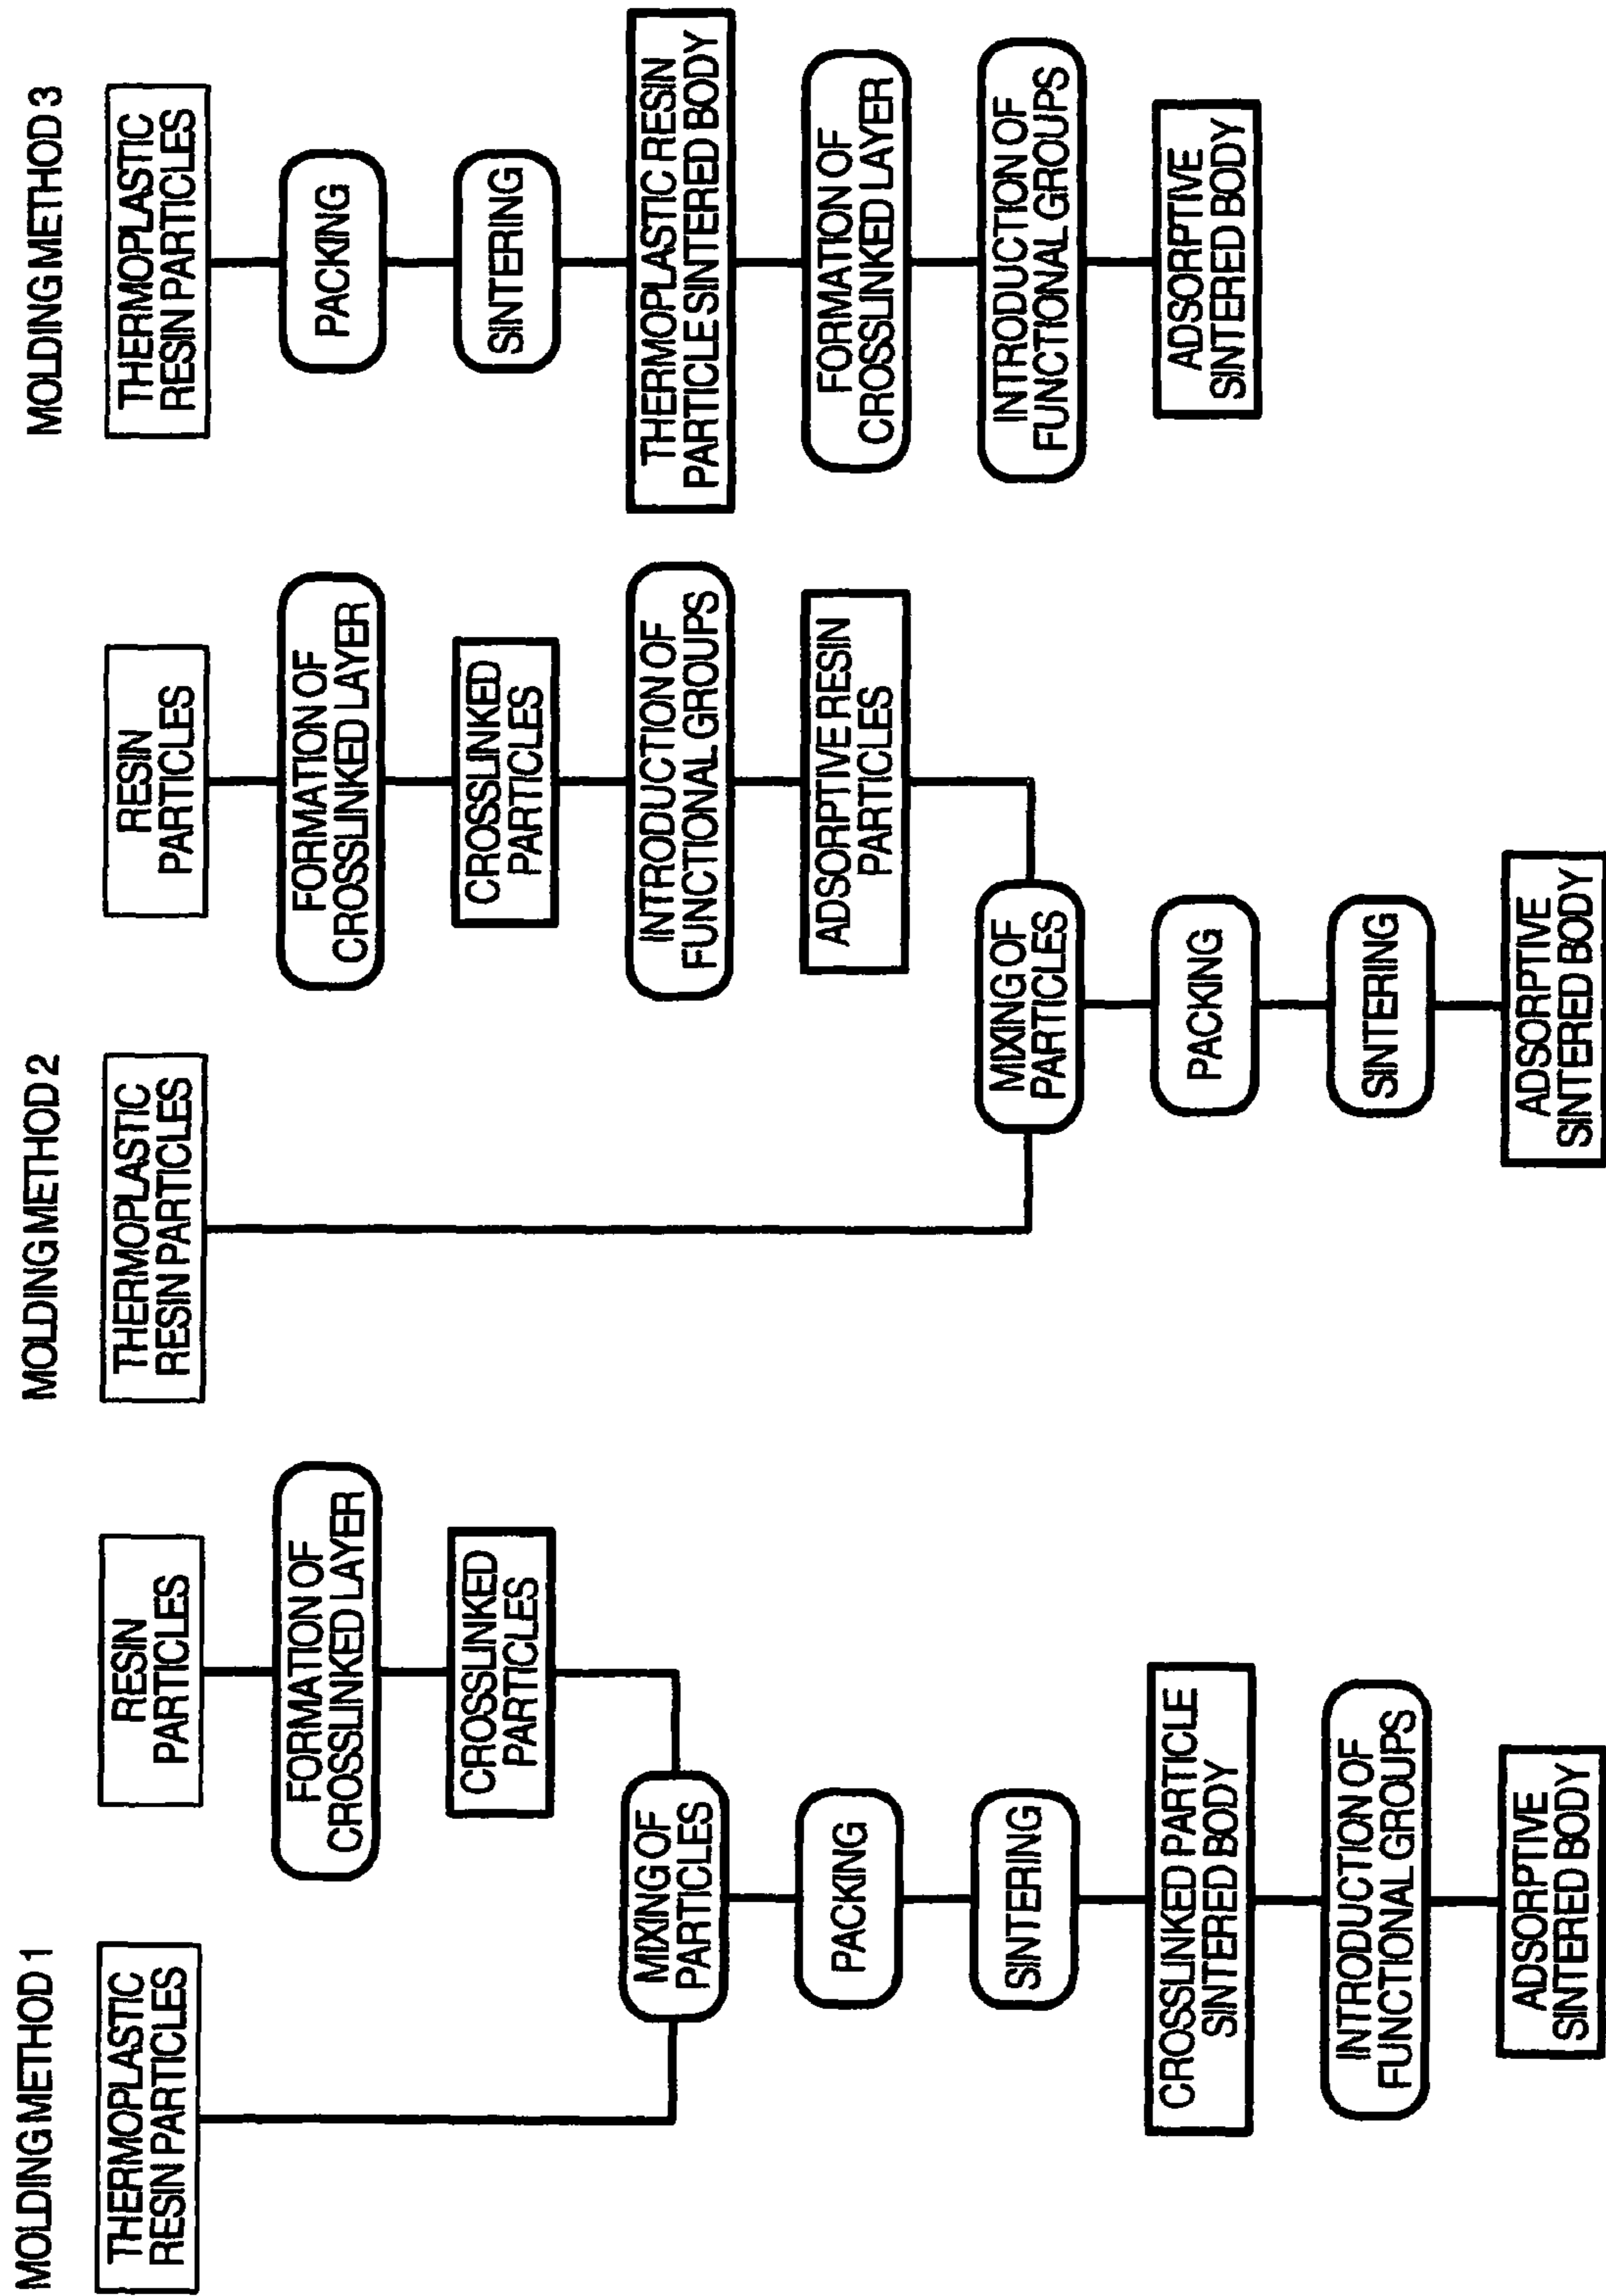 MOLDING METHOD 1
THERMOPLASTIC
RESIN PARTICLES
RESIN
PARTICLES
FORMATION OF
CROSSLINKED LAYER
CROSSLINKED
PARTICLES
MIXING OF
PARTICLES
PACKING
SINTERING
CROSSLINKED PARTICLE
SINTERED BODY
INTRODUCTION OF
FUNCTIONAL GROUPS
ADSORPTIVE
SINTERED BODY
MOLDING METHOD 2
THERMOPLASTIC
RESIN PARTICLES
RESIN
PARTICLES
FORMATION OF
CROSSLINKED LAYER
CROSSLINKED
PARTICLES
INTRODUCTION OF
FUNCTIONAL GROUPS
ADSORPTIVE RESIN
PARTICLES
MIXING OF
PARTICLES
PACKING
SINTERING
ADSORPTIVE
SINTERED BODY
MOLDING METHOD 3
THERMOPLASTIC
RESIN PARTICLES
PACKING
SINTERING
THERMOPLASTIC RESIN
PARTICLE SINTERED BODY
FORMATION OF
CROSSLINKED LAYER
INTRODUCTION OF
FUNCTIONAL GROUPS
ADSORPTIVE
SINTERED BODY